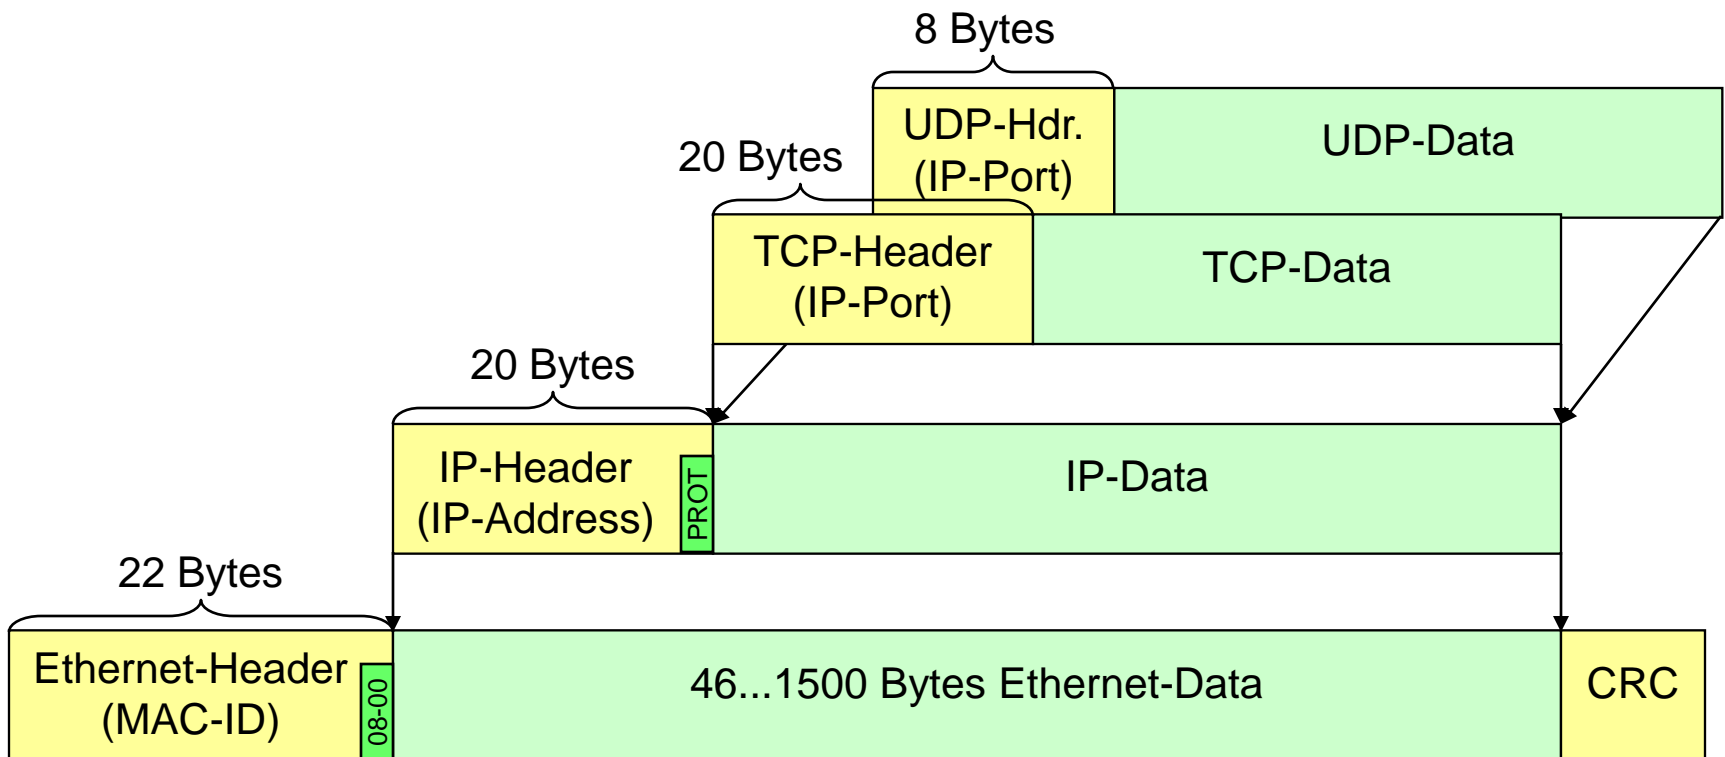 8 Bytes
UDP-Hdr.
(IP-Port)
UDP-Data
20 Bytes
TCP-Header
(IP-Port)
TCP-Data
20 Bytes
IP-Header
(IP-Address)
PROT
IP-Data
22 Bytes
Ethernet-Header
(MAC-ID)
08-00
46...1500 Bytes Ethernet-Data
CRC